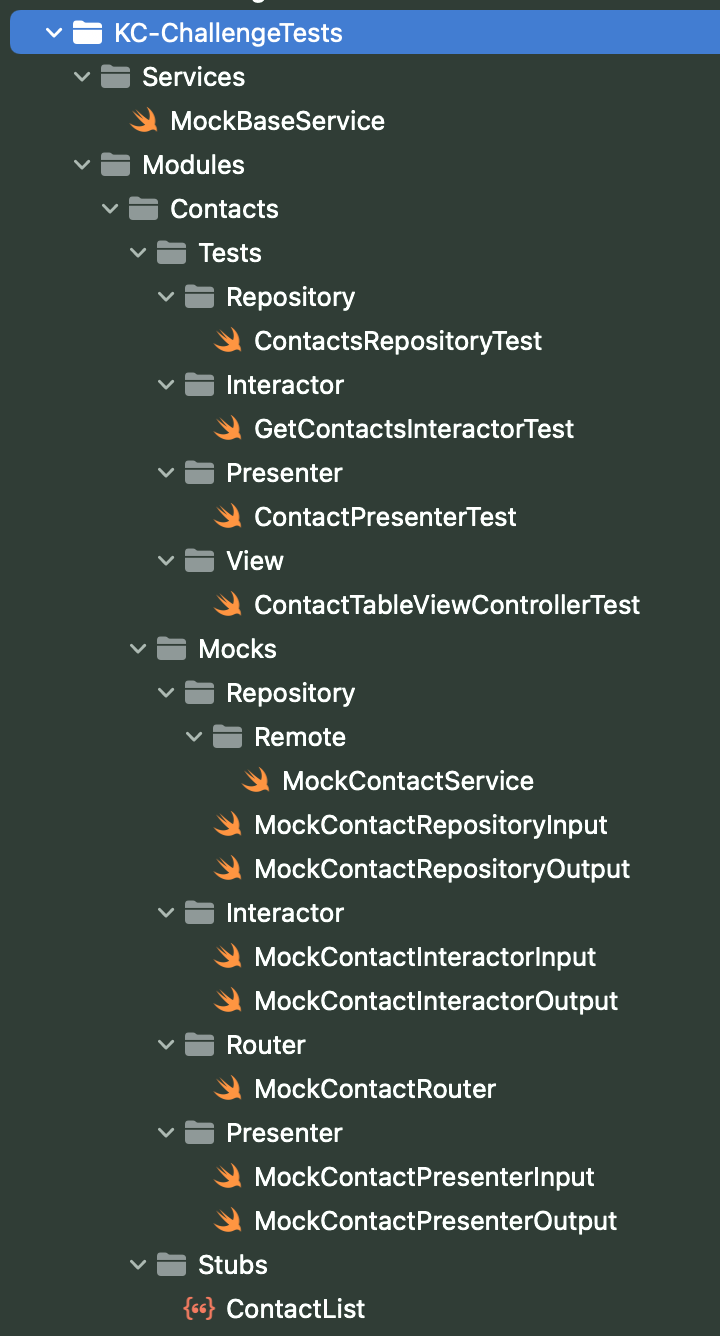 KC-ChallengeTests
Services
MockBaseService
Modules
Contacts
Tests
Repository
ContactsRepositoryTest
Interactor
GetContactsInteractorTest
Presenter
ContactPresenterTest
View
ContactTableViewControllerTest
Mocks
Repository
Remote
MockContactService
MockContactRepositoryInput
MockContactRepositoryOutput
Interactor
MockContactInteractorInput
MockContactInteractorOutput
Router
MockContactRouter
Presenter
MockContactPresenterInput
MockContactPresenterOutput
Stubs
ContactList